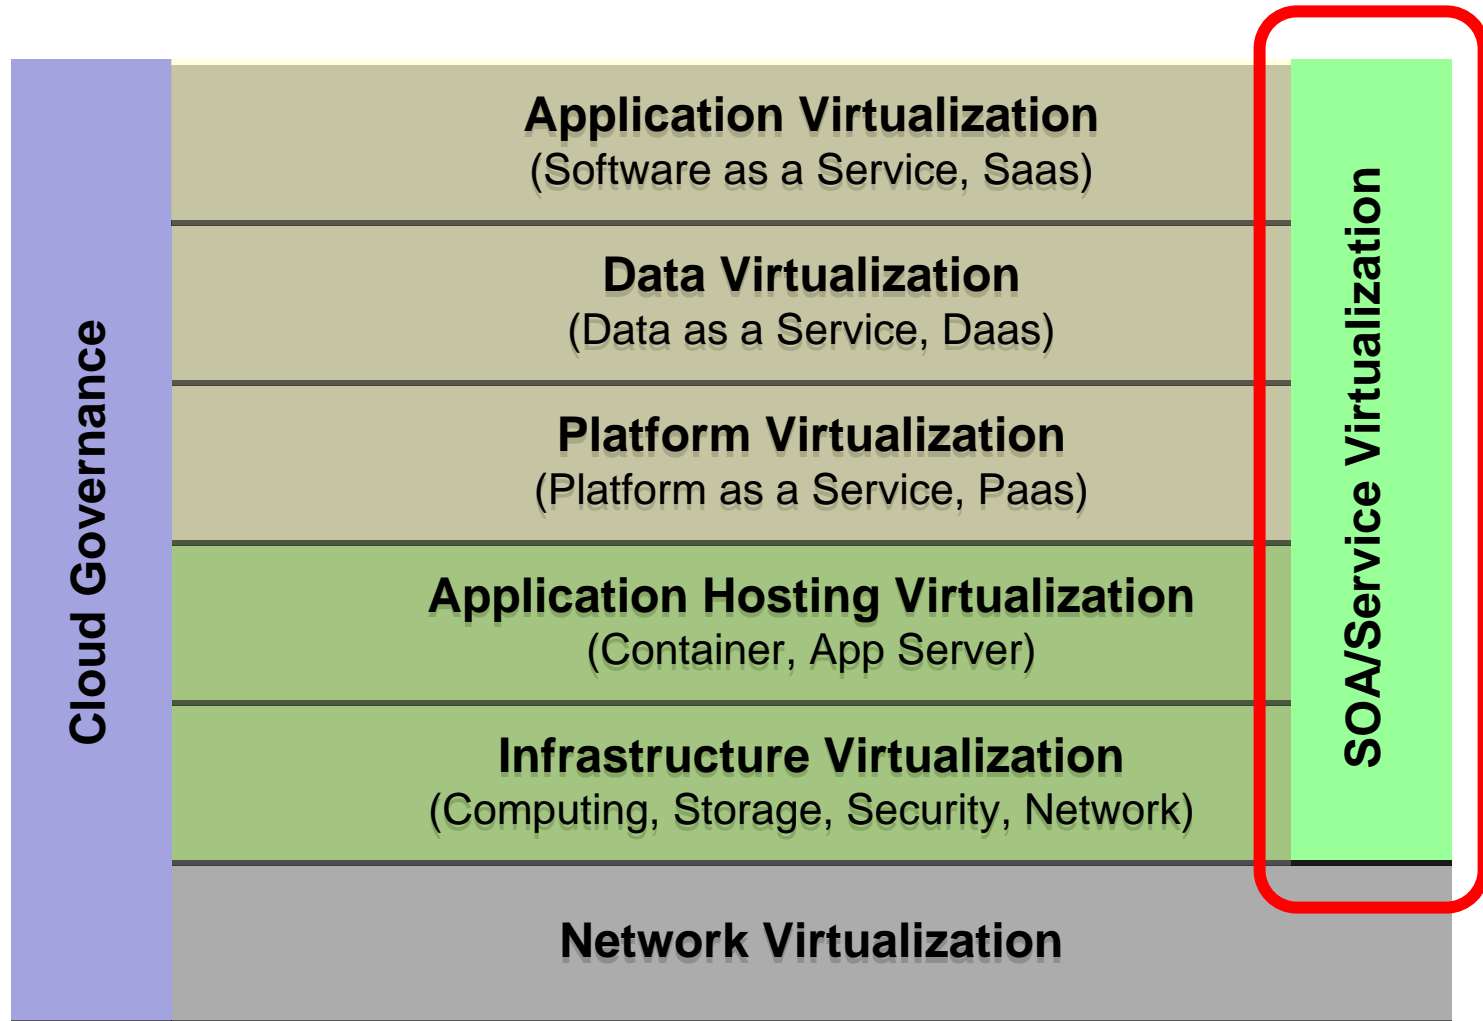 Cloud Governance
Application Virtualization
(Software as a Service, Saas)
Data Virtualization
(Data as a Service, Daas)
Platform Virtualization
(Platform as a Service, Paas)
Application Hosting Virtualization
(Container, App Server)
Infrastructure Virtualization
(Computing, Storage, Security, Network)
Network Virtualization
SOA/Service Virtualization